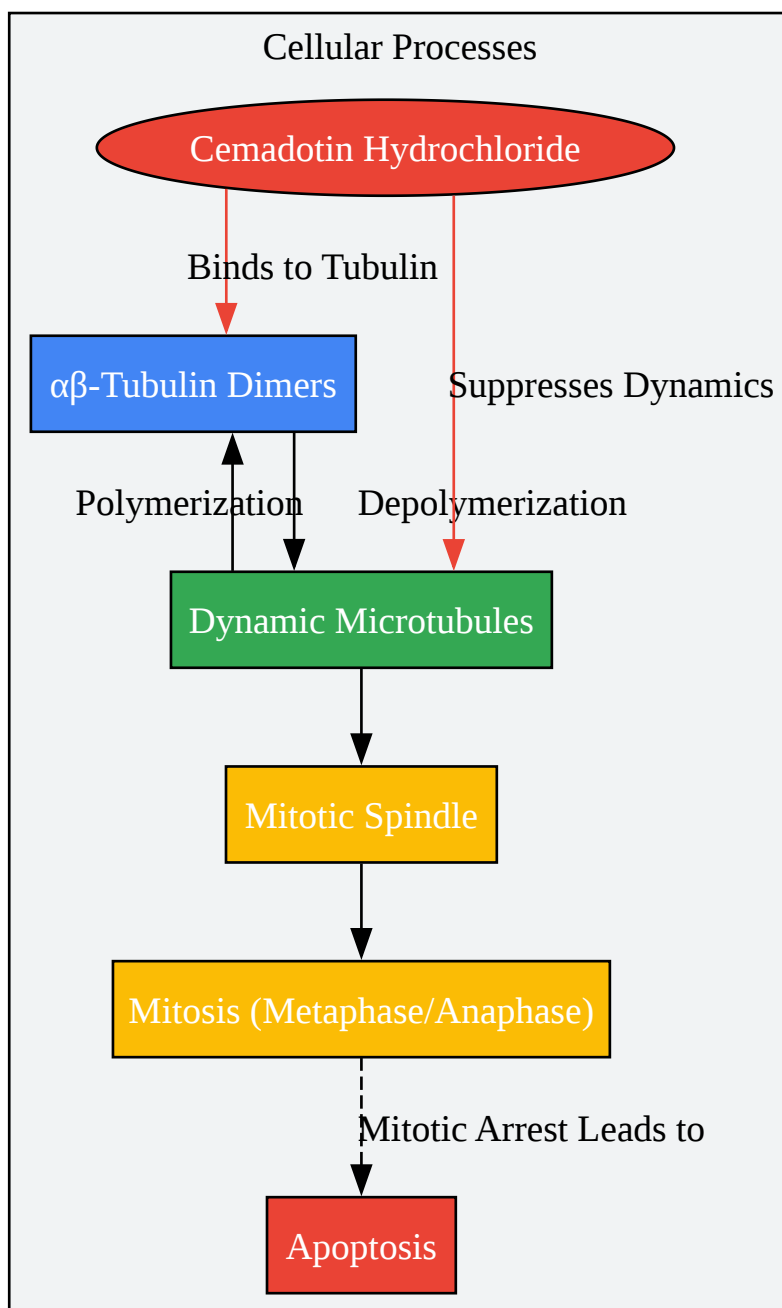 Cellular Processes
Cemadotin Hydrochloride
Binds to Tubulin
αβ-Tubulin Dimers
Suppresses Dynamics
Polymerization
Depolymerization
Dynamic Microtubules
Mitotic Spindle
Mitosis (Metaphase/Anaphase)
Mitotic Arrest Leads to
Apoptosis